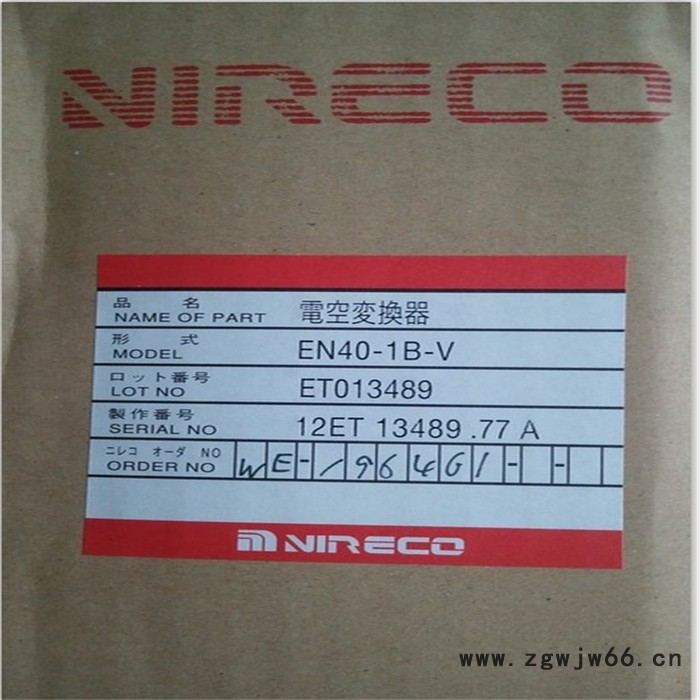 NIRECO
品 名
NAME OF PART 電空変換器
形 式
MODEL EN40-1B-V
ロット番号
LOT NO ET013489
製作番号
SERIAL NO 12ET 13489.77 A
ニレコ オーダ NO
ORDER NO WE-196461--
NIRECO
www.zgwjw66.cn